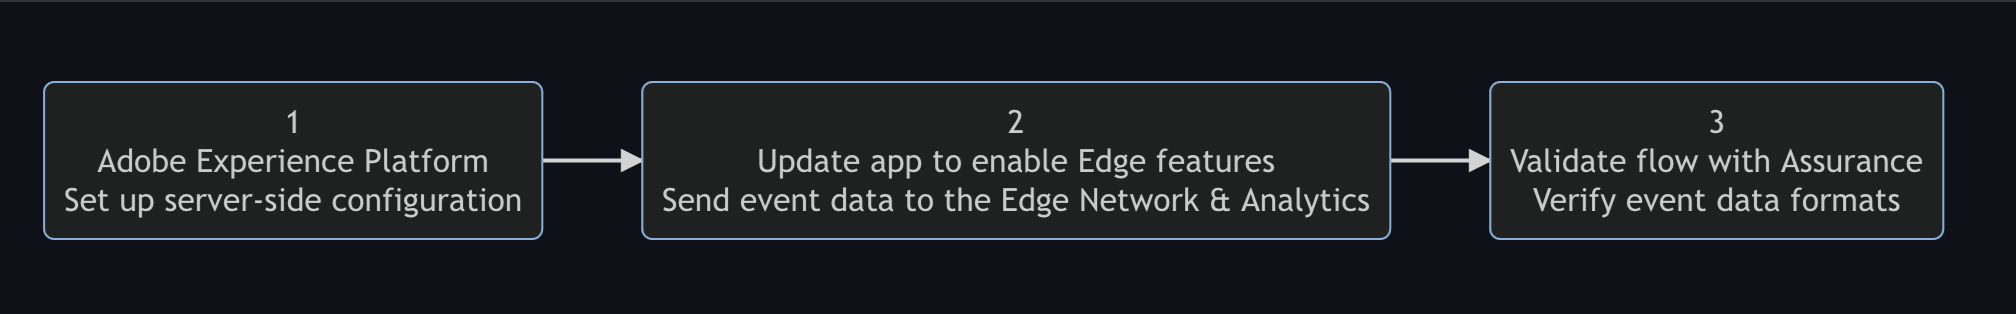 1
Adobe Experience Platform
Set up server-side configuration
2
Update app to enable Edge features
Send event data to the Edge Network & Analytics
3
Validate flow with Assurance
Verify event data formats